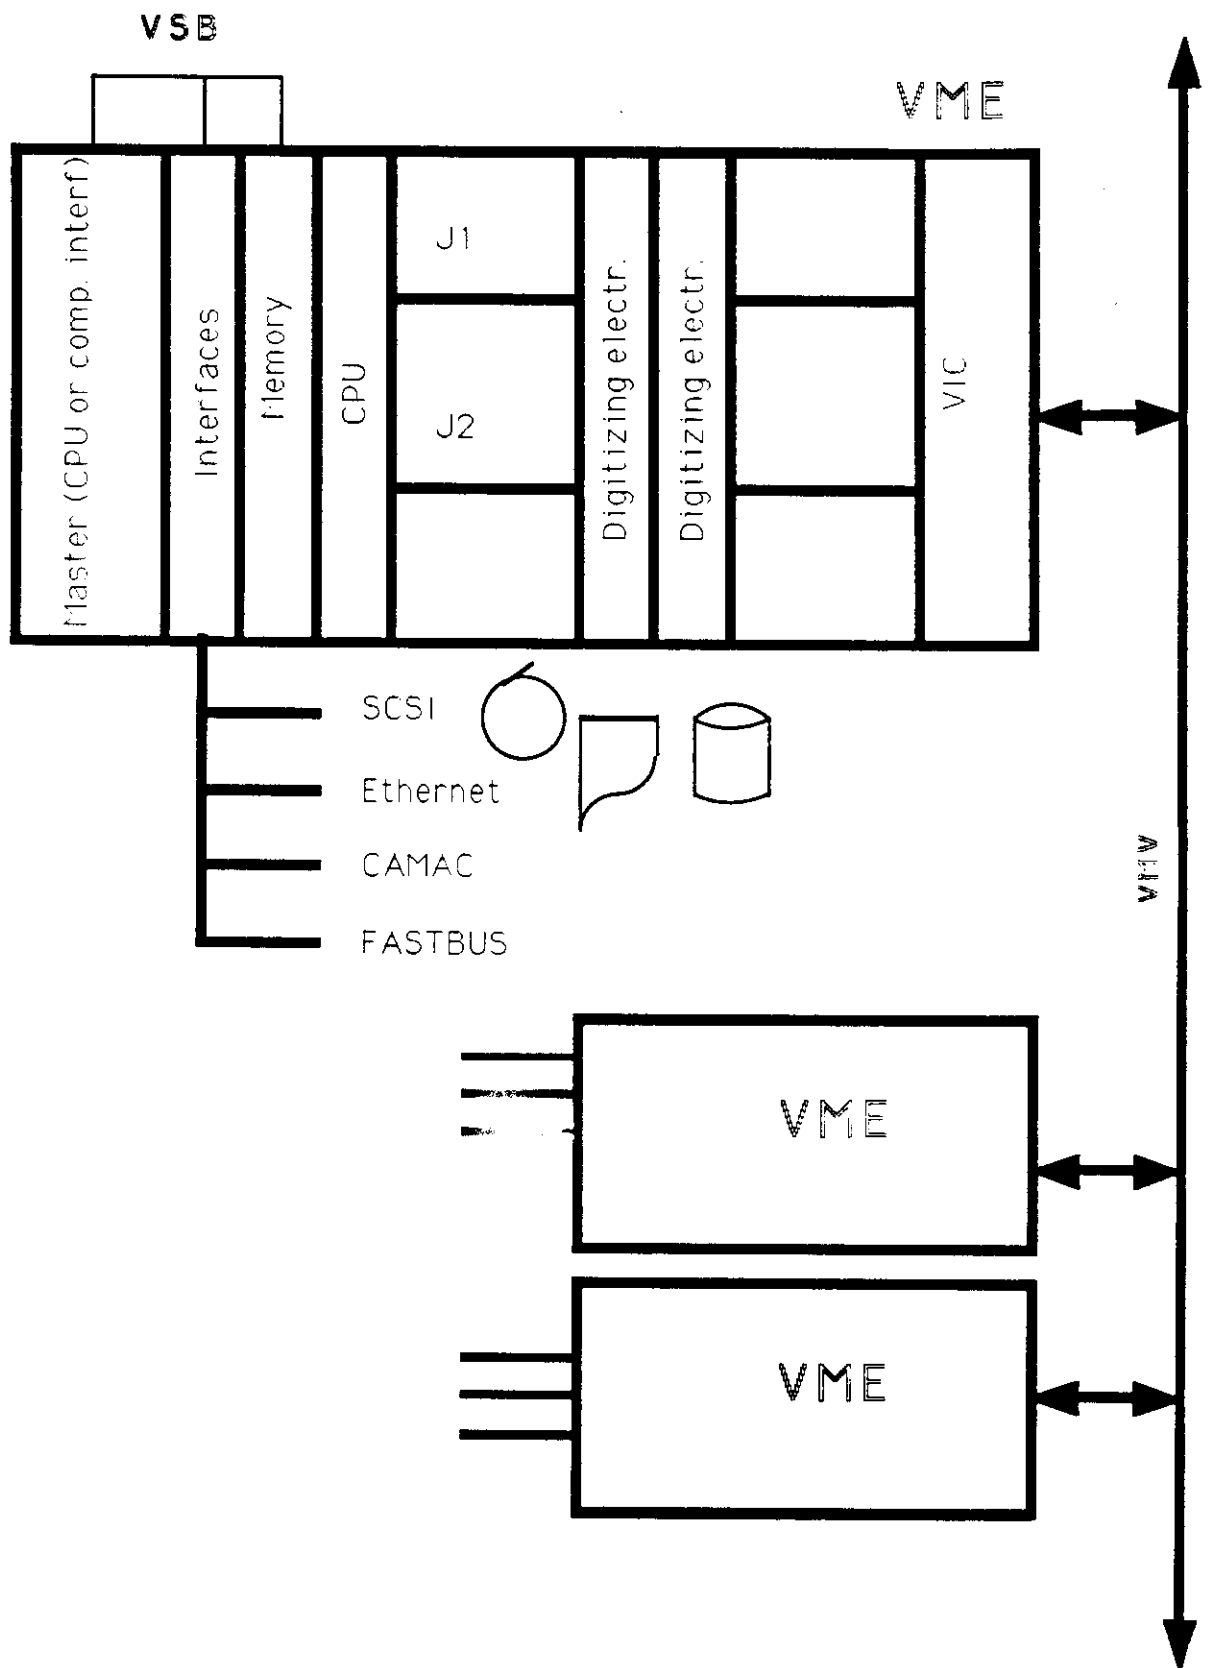 VSB
VME
Master (CPU or comp. interf)
Interfaces
Memory
CPU
J1
J2
Digitizing electr.
Digitizing electr.
VIC
SCSI
Ethernet
CAMAC
FASTBUS
VMV
VME
VME